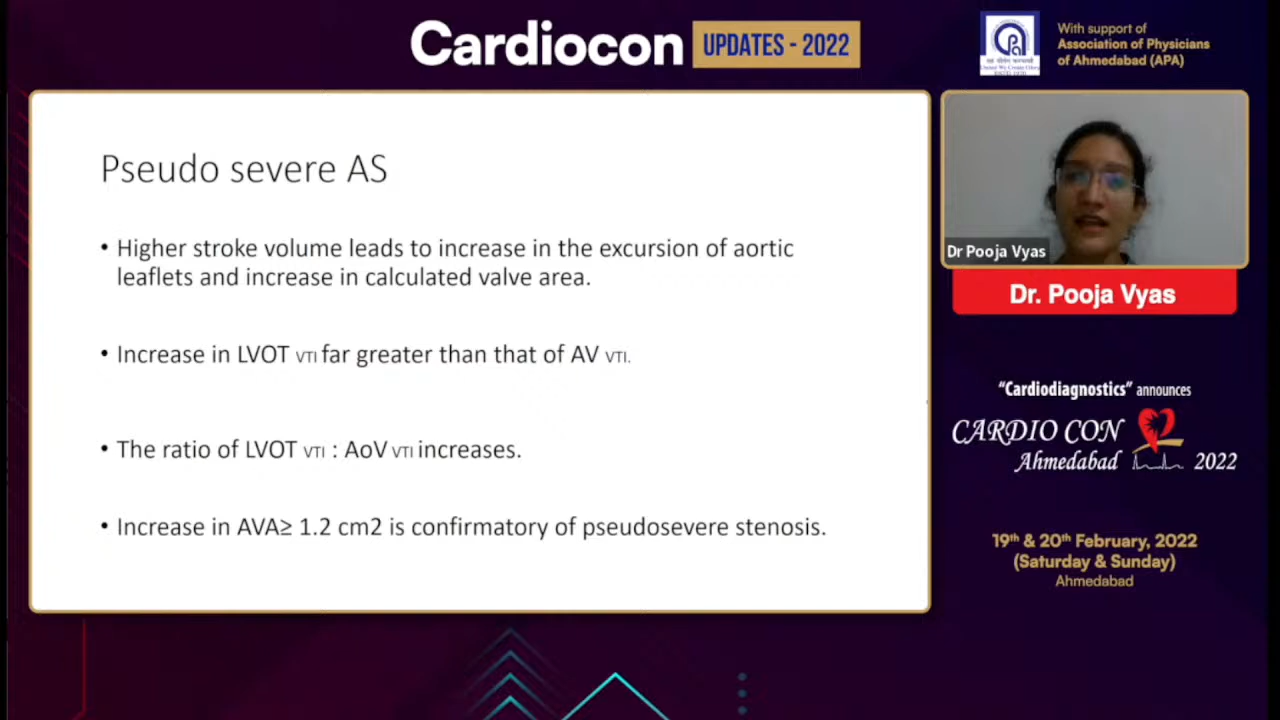 Cardiocon UPDATES - 2022
With support of
Association of Physicians
of Ahmedabad (APA)
Pseudo severe AS
• Higher stroke volume leads to increase in the excursion of aortic
leaflets and increase in calculated valve area.
• Increase in LVOT VTI far greater than that of AV VTI.
• The ratio of LVOT VTI : AoV VTI increases.
• Increase in AVA≥ 1.2 cm2 is confirmatory of pseudosevere stenosis.
Dr Pooja Vyas
Dr. Pooja Vyas
“Cardiodiagnostics” announces
CARDIO CON
Ahmedabad 2022
19th & 20th February, 2022
(Saturday & Sunday)
Ahmedabad